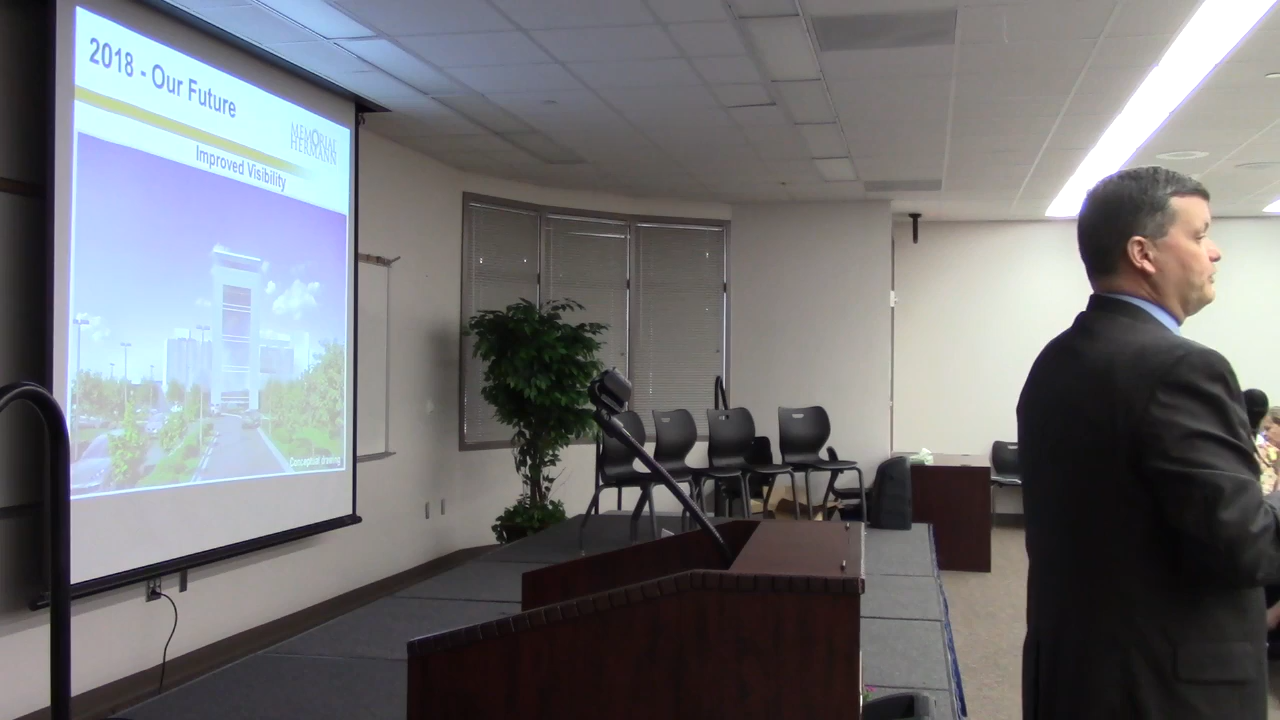 2018 - Our Future
MEMORIAL
HERMANN
Improved Visibility
Conceptual drawing